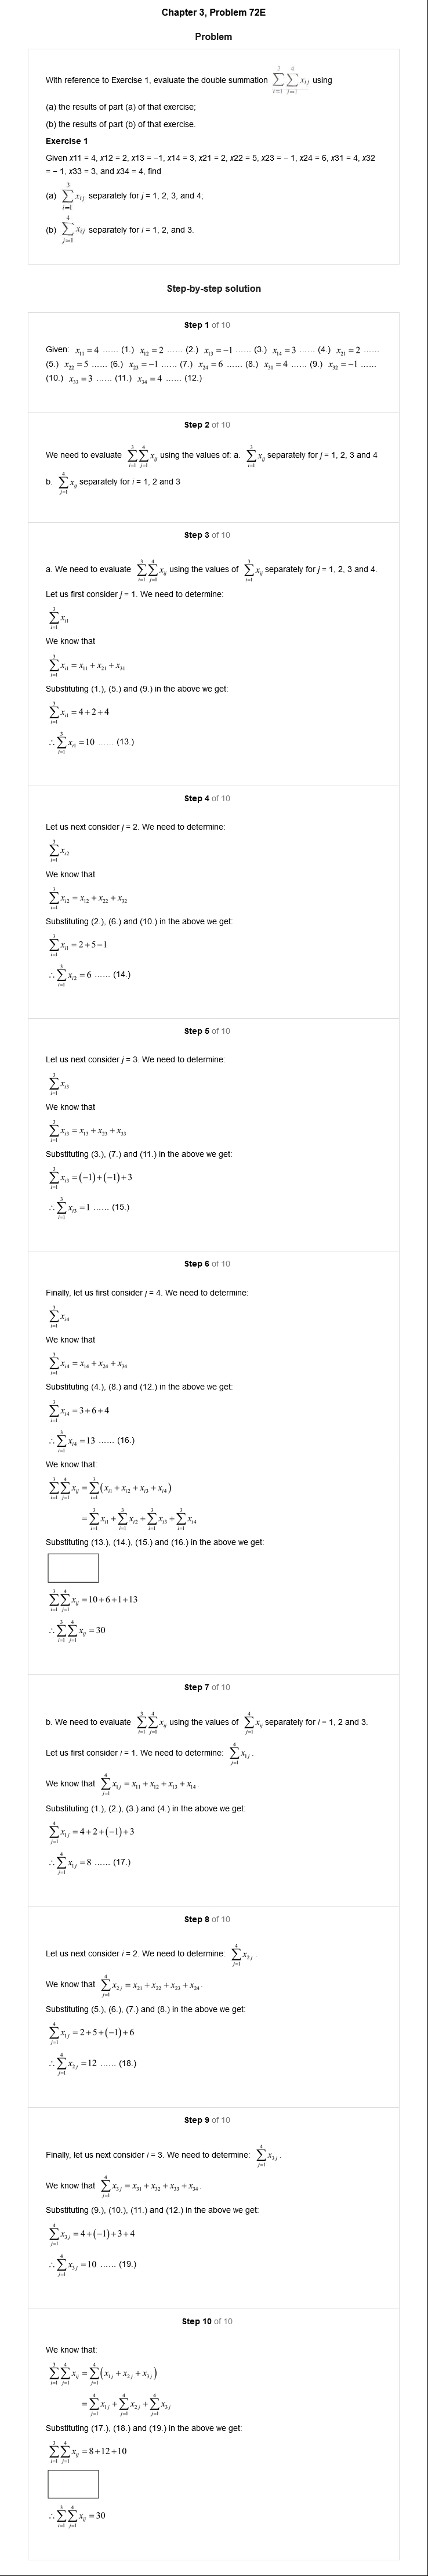 Chapter 3, Problem 72E
Problem
With reference to Exercise 1, evaluate the double summation \sum_{i=1}^{3}\sum_{j=1}^{4} x_{ij} using
(a) the results of part (a) of that exercise;
(b) the results of part (b) of that exercise.
Exercise 1
Given x11 = 4, x12 = 2, x13 = −1, x14 = 3, x21 = 2, x22 = 5, x23 = − 1, x24 = 6, x31 = 4, x32
= − 1, x33 = 3, and x34 = 4, find
(a) \sum_{i=1}^{3} x_{ij} separately for j = 1, 2, 3, and 4;
(b) \sum_{j=1}^{4} x_{ij} separately for i = 1, 2, and 3.
Step-by-step solution
Step 1 of 10
Given: x_{11} = 4 ...... (1.) x_{12} = 2 ...... (2.) x_{13} = −1 ...... (3.) x_{14} = 3 ...... (4.) x_{21} = 2 ......
(5.) x_{22} = 5 ...... (6.) x_{23} = −1 ...... (7.) x_{24} = 6 ...... (8.) x_{31} = 4 ...... (9.) x_{32} = −1 ......
(10.) x_{33} = 3 ...... (11.) x_{34} = 4 ...... (12.)
Step 2 of 10
We need to evaluate \sum_{i=1}^{3}\sum_{j=1}^{4} x_{ij} using the values of: a. \sum_{i=1}^{3} x_{ij} separately for j = 1, 2, 3 and 4
b. \sum_{j=1}^{4} x_{ij} separately for i = 1, 2 and 3
Step 3 of 10
a. We need to evaluate \sum_{i=1}^{3}\sum_{j=1}^{4} x_{ij} using the values of \sum_{i=1}^{3} x_{ij} separately for j = 1, 2, 3 and 4.
Let us first consider j = 1. We need to determine:
\sum_{i=1}^{3} x_{i1}
We know that
\sum_{i=1}^{3} x_{i1} = x_{11} + x_{21} + x_{31}
Substituting (1.), (5.) and (9.) in the above we get:
\sum_{i=1}^{3} x_{i1} = 4 + 2 + 4
∴ \sum_{i=1}^{3} x_{i1} = 10 ...... (13.)
Step 4 of 10
Let us next consider j = 2. We need to determine:
\sum_{i=1}^{3} x_{i2}
We know that
\sum_{i=1}^{3} x_{i2} = x_{12} + x_{22} + x_{32}
Substituting (2.), (6.) and (10.) in the above we get:
\sum_{i=1}^{3} x_{i1} = 2 + 5 − 1
∴ \sum_{i=1}^{3} x_{i2} = 6 ...... (14.)
Step 5 of 10
Let us next consider j = 3. We need to determine:
\sum_{i=1}^{3} x_{i3}
We know that
\sum_{i=1}^{3} x_{i3} = x_{13} + x_{23} + x_{33}
Substituting (3.), (7.) and (11.) in the above we get:
\sum_{i=1}^{3} x_{i3} = (−1) + (−1) + 3
∴ \sum_{i=1}^{3} x_{i3} = 1 ...... (15.)
Step 6 of 10
Finally, let us first consider j = 4. We need to determine:
\sum_{i=1}^{3} x_{i4}
We know that
\sum_{i=1}^{3} x_{i4} = x_{14} + x_{24} + x_{34}
Substituting (4.), (8.) and (12.) in the above we get:
\sum_{i=1}^{3} x_{i4} = 3 + 6 + 4
∴ \sum_{i=1}^{3} x_{i4} = 13 ...... (16.)
We know that:
\sum_{i=1}^{3}\sum_{j=1}^{4} x_{ij} = \sum_{i=1}^{3} (x_{i1} + x_{i2} + x_{i3} + x_{i4})
= \sum_{i=1}^{3} x_{i1} + \sum_{i=1}^{3} x_{i2} + \sum_{i=1}^{3} x_{i3} + \sum_{i=1}^{3} x_{i4}
Substituting (13.), (14.), (15.) and (16.) in the above we get:
\sum_{i=1}^{3}\sum_{j=1}^{4} x_{ij} = 10 + 6 + 1 + 13
∴ \sum_{i=1}^{3}\sum_{j=1}^{4} x_{ij} = 30
Step 7 of 10
b. We need to evaluate \sum_{i=1}^{3}\sum_{j=1}^{4} x_{ij} using the values of \sum_{j=1}^{4} x_{ij} separately for i = 1, 2 and 3.
Let us first consider i = 1. We need to determine: \sum_{j=1}^{4} x_{1j} .
We know that \sum_{j=1}^{4} x_{1j} = x_{11} + x_{12} + x_{13} + x_{14} .
Substituting (1.), (2.), (3.) and (4.) in the above we get:
\sum_{j=1}^{4} x_{1j} = 4 + 2 + (−1) + 3
∴ \sum_{j=1}^{4} x_{1j} = 8 ...... (17.)
Step 8 of 10
Let us next consider i = 2. We need to determine: \sum_{j=1}^{4} x_{2j} .
We know that \sum_{j=1}^{4} x_{2j} = x_{21} + x_{22} + x_{23} + x_{24} .
Substituting (5.), (6.), (7.) and (8.) in the above we get:
\sum_{j=1}^{4} x_{1j} = 2 + 5 + (−1) + 6
∴ \sum_{j=1}^{4} x_{2j} = 12 ...... (18.)
Step 9 of 10
Finally, let us next consider i = 3. We need to determine: \sum_{j=1}^{4} x_{3j} .
We know that \sum_{j=1}^{4} x_{3j} = x_{31} + x_{32} + x_{33} + x_{34} .
Substituting (9.), (10.), (11.) and (12.) in the above we get:
\sum_{j=1}^{4} x_{3j} = 4 + (−1) + 3 + 4
∴ \sum_{j=1}^{4} x_{3j} = 10 ...... (19.)
Step 10 of 10
We know that:
\sum_{i=1}^{3}\sum_{j=1}^{4} x_{ij} = \sum_{j=1}^{4} (x_{1j} + x_{2j} + x_{3j})
= \sum_{j=1}^{4} x_{1j} + \sum_{j=1}^{4} x_{2j} + \sum_{j=1}^{4} x_{3j}
Substituting (17.), (18.) and (19.) in the above we get:
\sum_{i=1}^{3}\sum_{j=1}^{4} x_{ij} = 8 + 12 + 10
∴ \sum_{i=1}^{3}\sum_{j=1}^{4} x_{ij} = 30